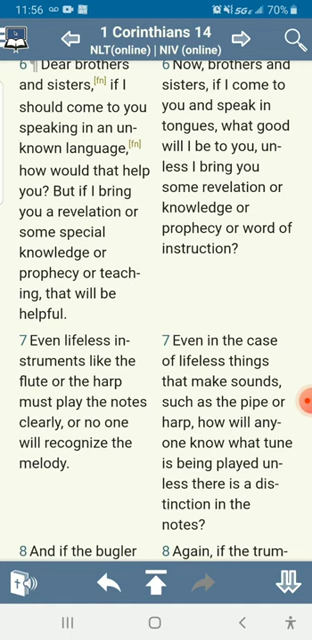 11:56
5G E
70%
1 Corinthians 14
NLT(online) | NIV (online)
6 ¶ Dear brothers
and sisters,[fn] if I
should come to you
speaking in an un-
known language,[fn]
how would that help
you? But if I bring
you a revelation or
some special
knowledge or
prophecy or teach-
ing, that will be
helpful.
7 Even lifeless in-
struments like the
flute or the harp
must play the notes
clearly, or no one
will recognize the
melody.
8 And if the bugler
6 Now, brothers and
sisters, if I come to
you and speak in
tongues, what good
will I be to you, un-
less I bring you
some revelation or
knowledge or
prophecy or word of
instruction?
7 Even in the case
of lifeless things
that make sounds,
such as the pipe or
harp, how will any-
one know what tune
is being played un-
less there is a dis-
tinction in the
notes?
8 Again, if the trum-